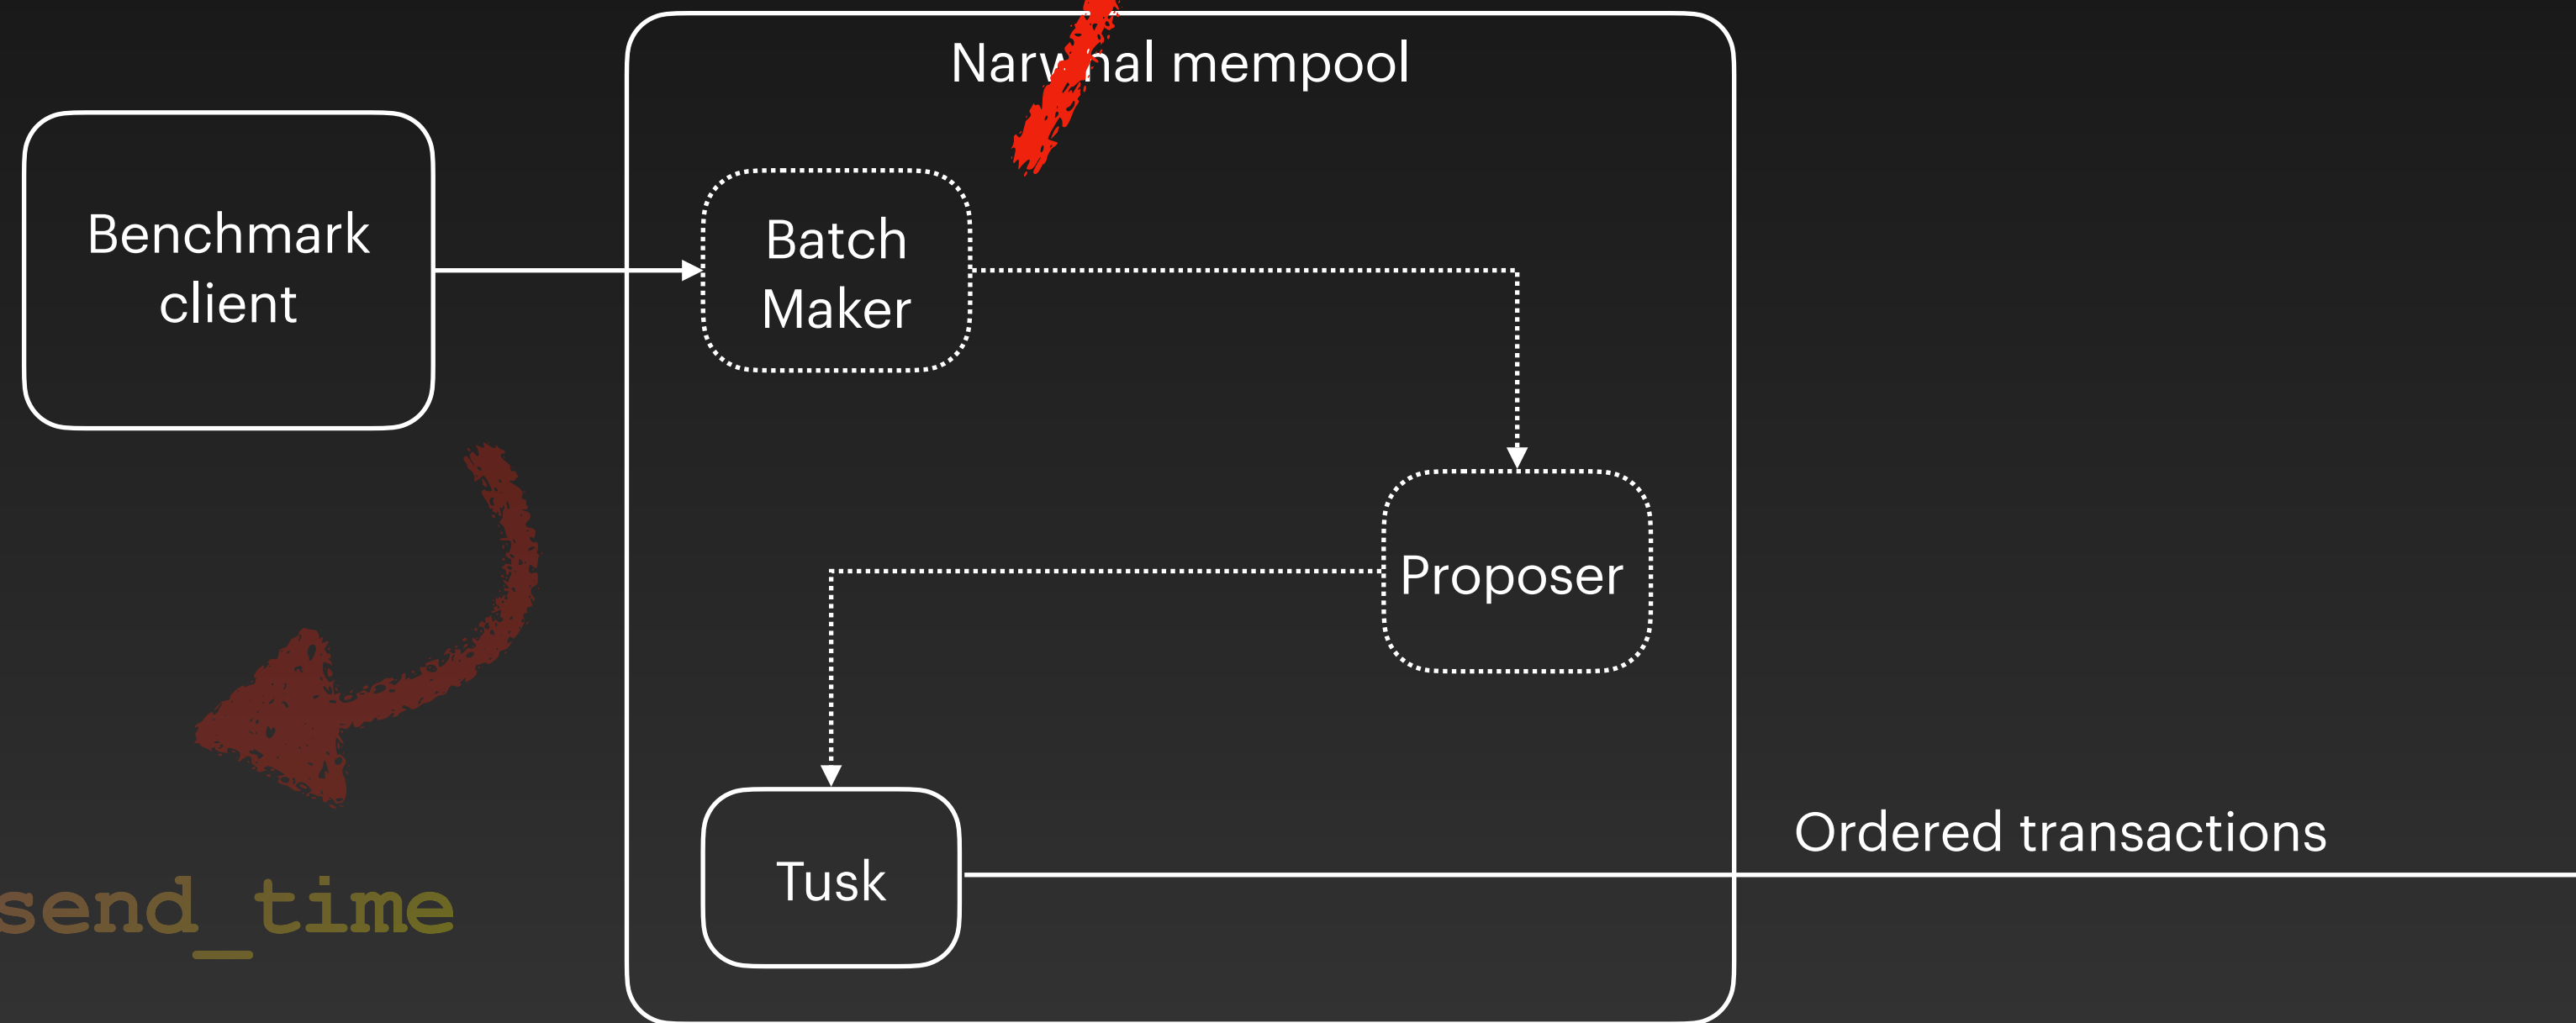 Narwhal mempool
Benchmark
client
Batch
Maker
Proposer
Tusk
Ordered transactions
send_time